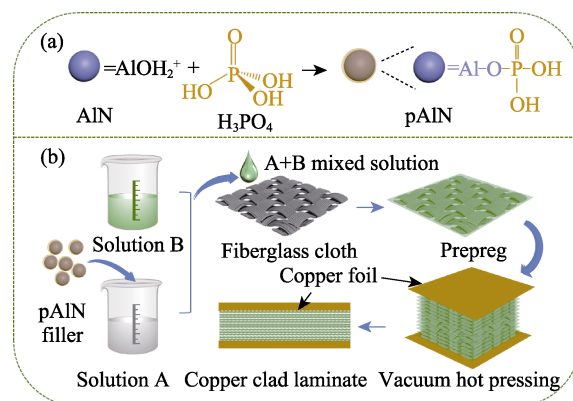 (a)
=AlOH₂⁺ +
O
P
HO
OH
OH
=Al-O-P-OH
O
OH
AlN
H₃PO₄
pAlN
(b)
A+B mixed solution
Solution B
Fiberglass cloth
Prepreg
Copper foil
pAlN
filler
Solution A
Copper clad laminate
Vacuum hot pressing